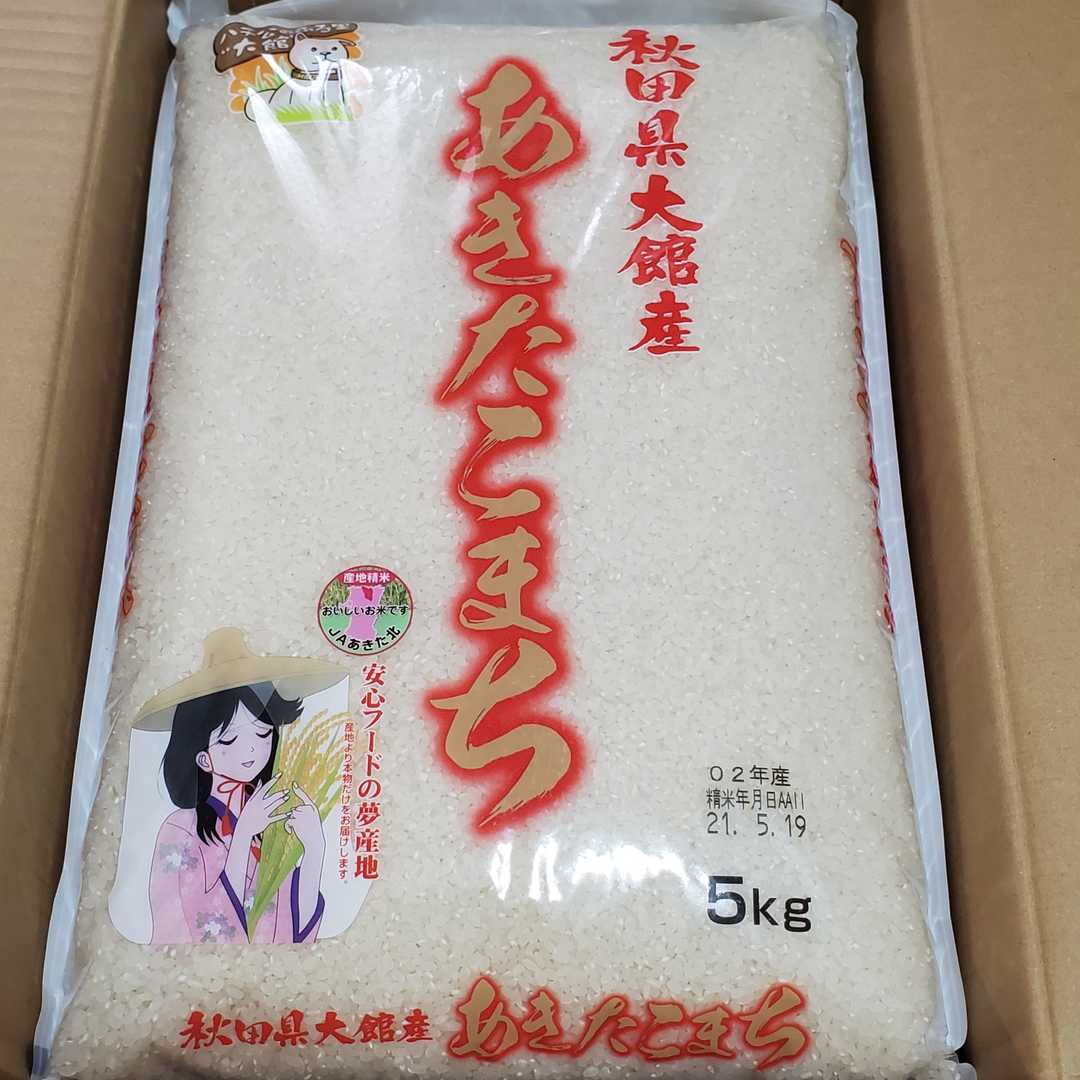 大館
秋田県大館産
あきたこまち
産地精米
おいしいお米です
JAあきた北
安心フードの夢産地
産地より本物だけをお届けします。
02年産
精米年月日AA11
21. 5.19
5kg
秋田県大館産 あきたこまち